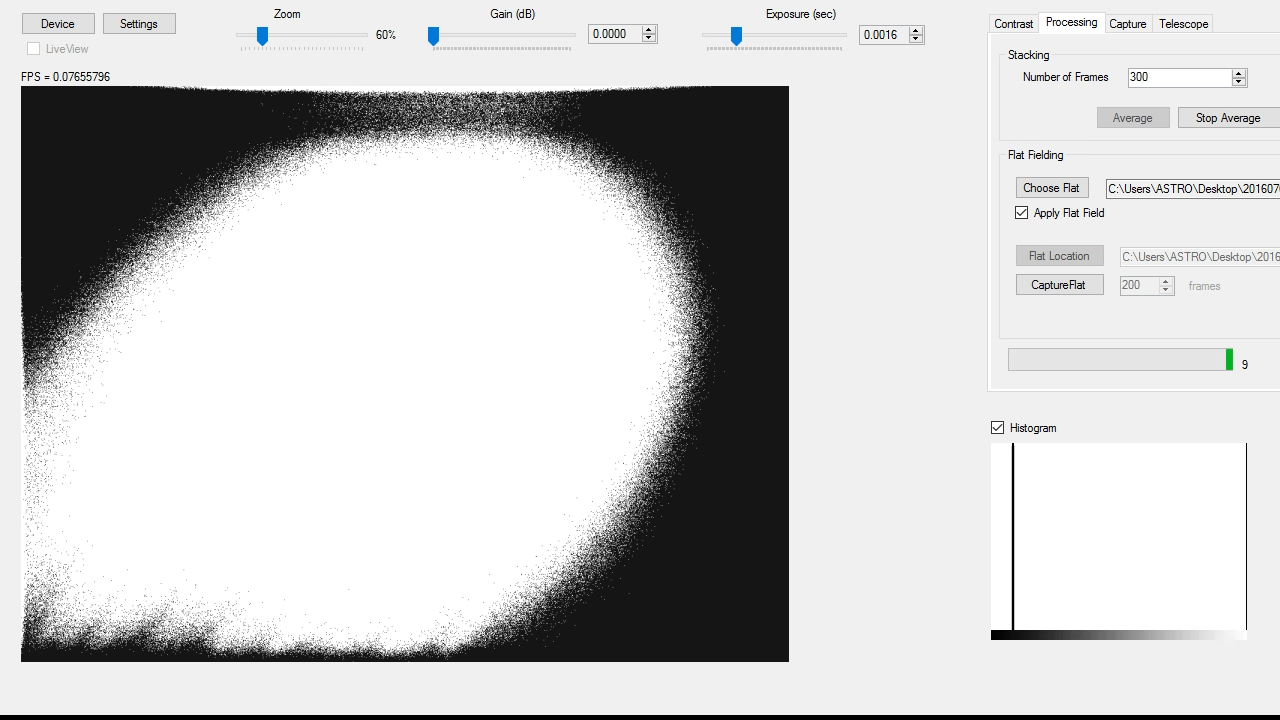 Device
Settings
LiveView
Zoom
60%
Gain (dB)
0.0000
Exposure (sec)
0.0016
FPS = 0.07655796
Contrast
Processing
Capture
Telescope
Stacking
Number of Frames
300
Average
Stop Average
Flat Fielding
Choose Flat
C:\Users\ASTRO\Desktop\201607
Apply Flat Field
Flat Location
C:\Users\ASTRO\Desktop\2016
CaptureFlat
200
frames
9
Histogram